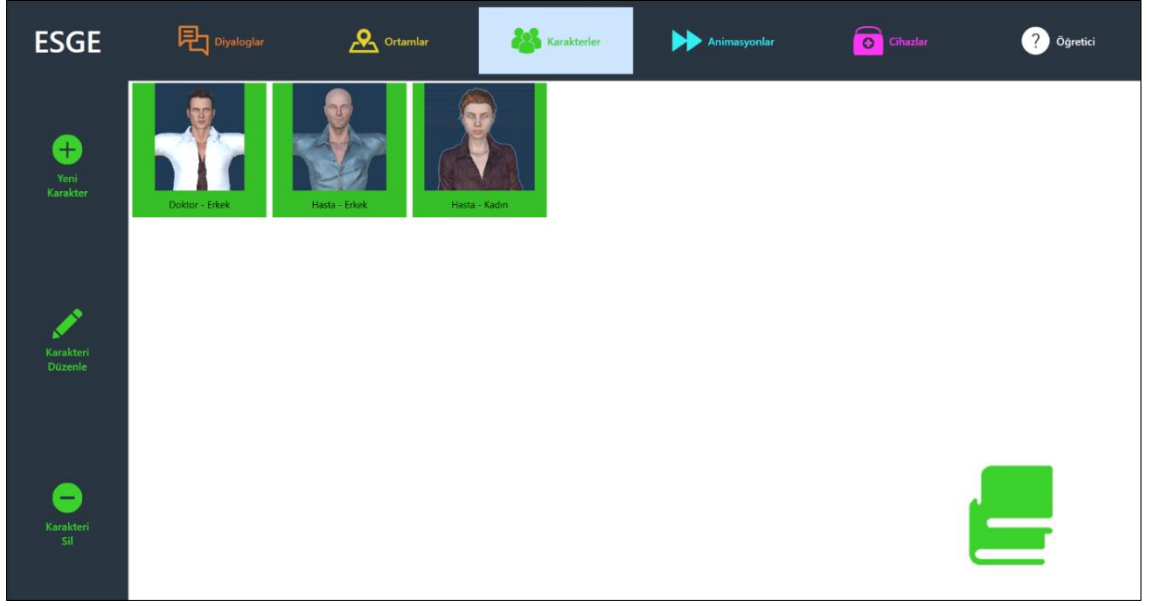 ESGE
Diyaloglar
Ortamlar
Karakterler
Animasyonlar
Cihazlar
? Öğretici
Yeni
Karakter
Doktor - Erkek
Hasta - Erkek
Hasta - Kadın
Karakteri
Düzenle
Karakteri
Sil